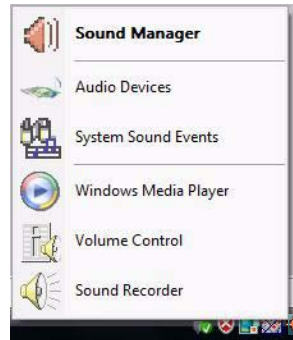 Sound Manager
Audio Devices
System Sound Events
Windows Media Player
Volume Control
Sound Recorder